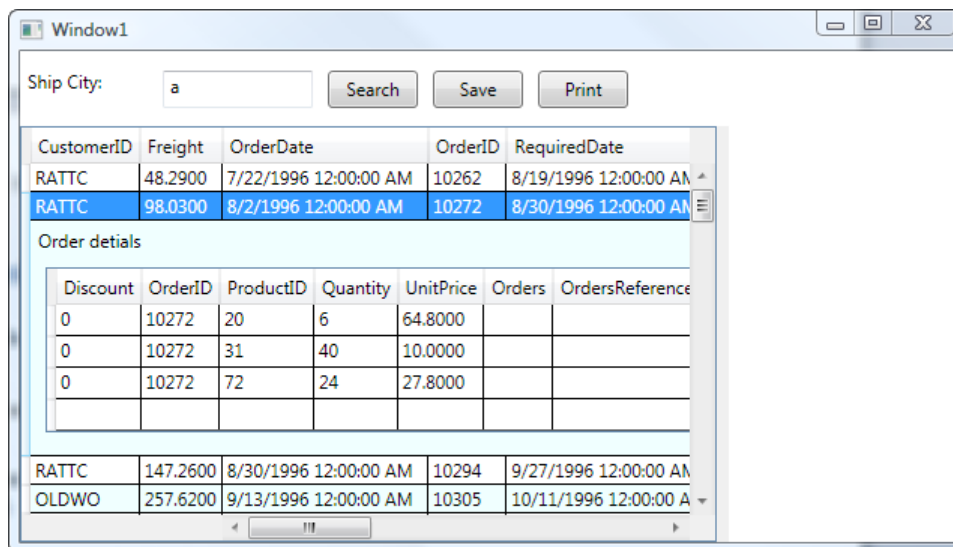 Window1
Ship City: a Search Save Print
CustomerID Freight OrderDate OrderID RequiredDate
RATTC 48.2900 7/22/1996 12:00:00 AM 10262 8/19/1996 12:00:00 AM
RATTC 98.0300 8/2/1996 12:00:00 AM 10272 8/30/1996 12:00:00 AM
Order detials
Discount OrderID ProductID Quantity UnitPrice Orders OrdersReference
0 10272 20 6 64.8000
0 10272 31 40 10.0000
0 10272 72 24 27.8000
RATTC 147.2600 8/30/1996 12:00:00 AM 10294 9/27/1996 12:00:00 AM
OLDWO 257.6200 9/13/1996 12:00:00 AM 10305 10/11/1996 12:00:00 A